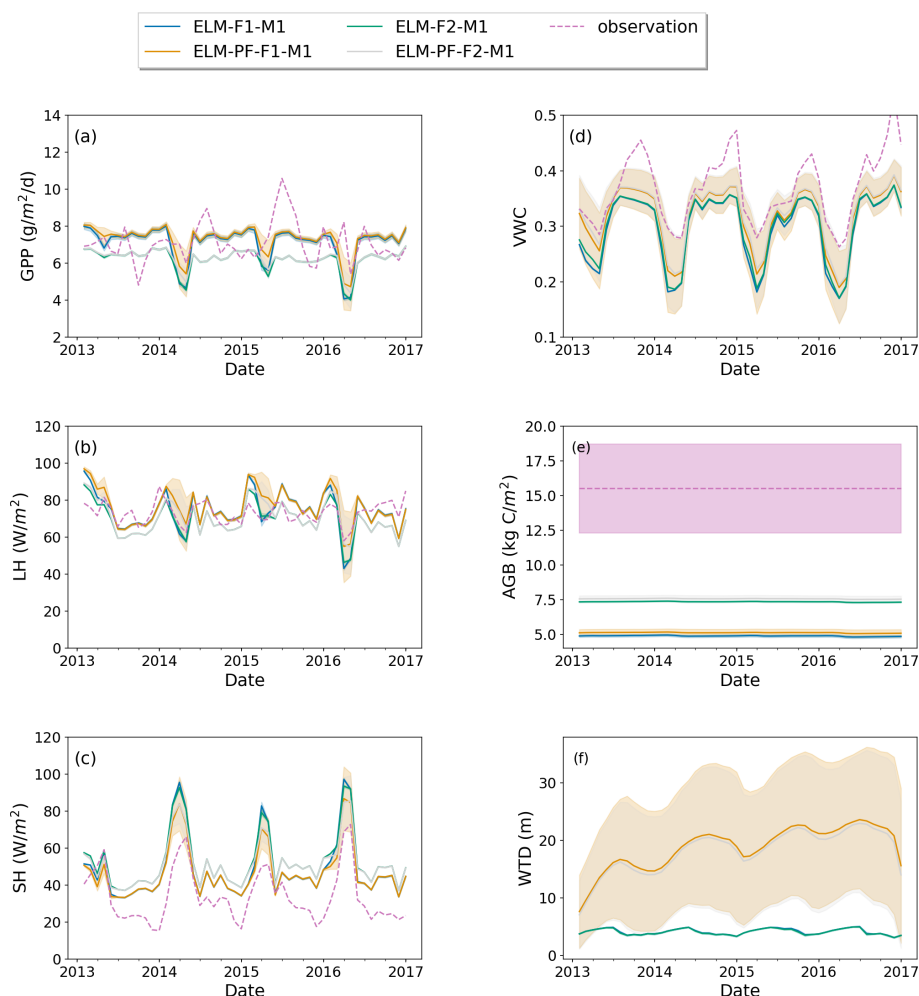 ELM-F1-M1
ELM-F2-M1
observation
ELM-PF-F1-M1
ELM-PF-F2-M1
(a)
GPP (g/m²/d)
14
12
10
8
6
4
2
2013 2014 2015 2016 2017
Date
(d)
VWC
0.5
0.4
0.3
0.2
0.1
2013 2014 2015 2016 2017
Date
(b)
LH (W/m²)
120
100
80
60
40
20
0
2013 2014 2015 2016 2017
Date
(e)
AGB (kg C/m²)
20.0
17.5
15.0
12.5
10.0
7.5
5.0
2013 2014 2015 2016 2017
Date
(c)
SH (W/m²)
120
100
80
60
40
20
0
2013 2014 2015 2016 2017
Date
(f)
WTD (m)
30
20
10
0
2013 2014 2015 2016 2017
Date